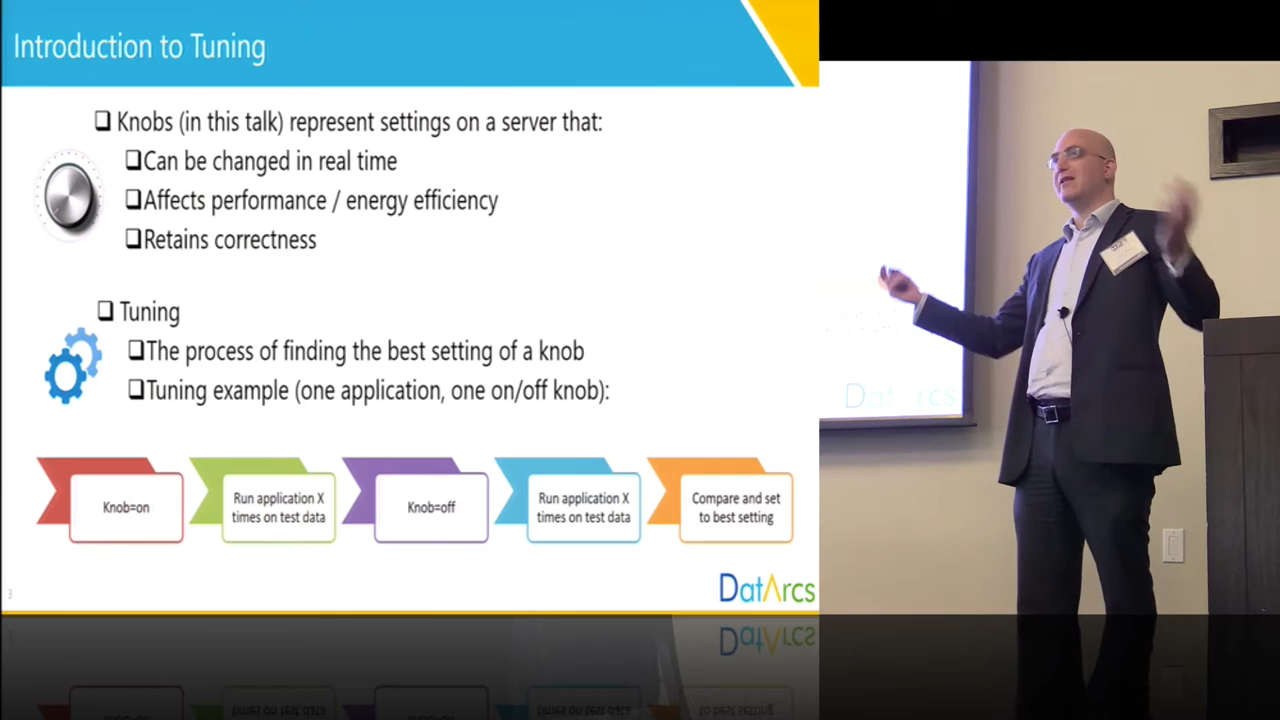 Introduction to Tuning
❑ Knobs (in this talk) represent settings on a server that:
❑Can be changed in real time
❑Affects performance / energy efficiency
❑Retains correctness
❑ Tuning
❑The process of finding the best setting of a knob
❑Tuning example (one application, one on/off knob):
Knob=on
Run application X
times on test data
Knob=off
Run application X
times on test data
Compare and set
to best setting
3
DatArcs